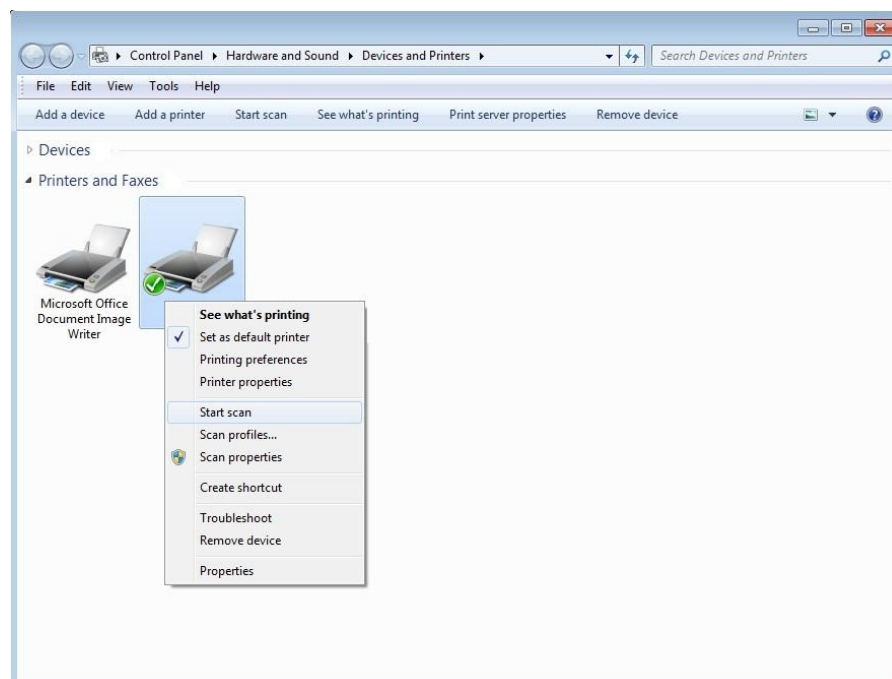 Control Panel ▸ Hardware and Sound ▸ Devices and Printers ▸
Search Devices and Printers
File Edit View Tools Help
Add a device Add a printer Start scan See what's printing Print server properties Remove device
Devices
Printers and Faxes
Microsoft Office
Document Image
Writer
See what's printing
Set as default printer
Printing preferences
Printer properties
Start scan
Scan profiles...
Scan properties
Create shortcut
Troubleshoot
Remove device
Properties